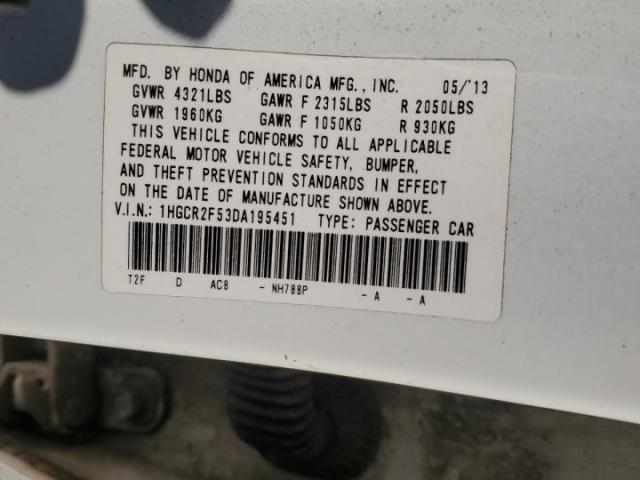 MFD. BY HONDA OF AMERICA MFG., INC. 05/'13
GVWR 4321LBS GAWR F 2315LBS R 2050LBS
GVWR 1960KG GAWR F 1050KG R 930KG
THIS VEHICLE CONFORMS TO ALL APPLICABLE
FEDERAL MOTOR VEHICLE SAFETY, BUMPER,
AND THEFT PREVENTION STANDARDS IN EFFECT
ON THE DATE OF MANUFACTURE SHOWN ABOVE.
V.I.N.: 1HGCR2F53DA195451 TYPE: PASSENGER CAR
T2F D AC8 - NH788P - A - A